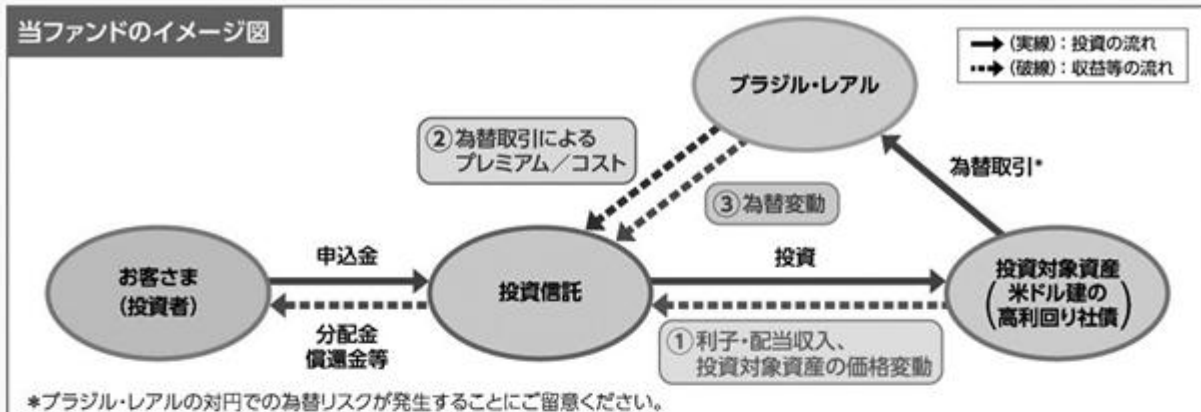 当ファンドのイメージ図
➡(実線):投資の流れ
⇢(破線):収益等の流れ
ブラジル・レアル
②為替取引による
プレミアム/コスト
③為替変動
為替取引*
お客さま
(投資者)
申込金
分配金
償還金等
投資信託
投資
①利子・配当収入、
投資対象資産の価格変動
投資対象資産
(米ドル建の
高利回り社債)
*ブラジル・レアルの対円での為替リスクが発生することにご留意ください。